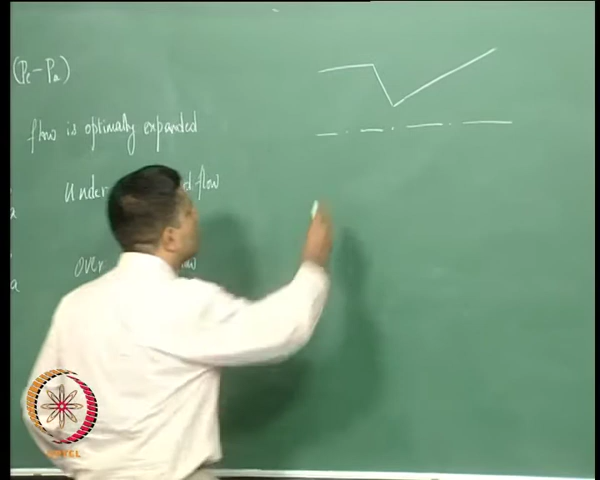 (Pe-Pa)
flow is optimally expanded
Under flow
a
Over
a